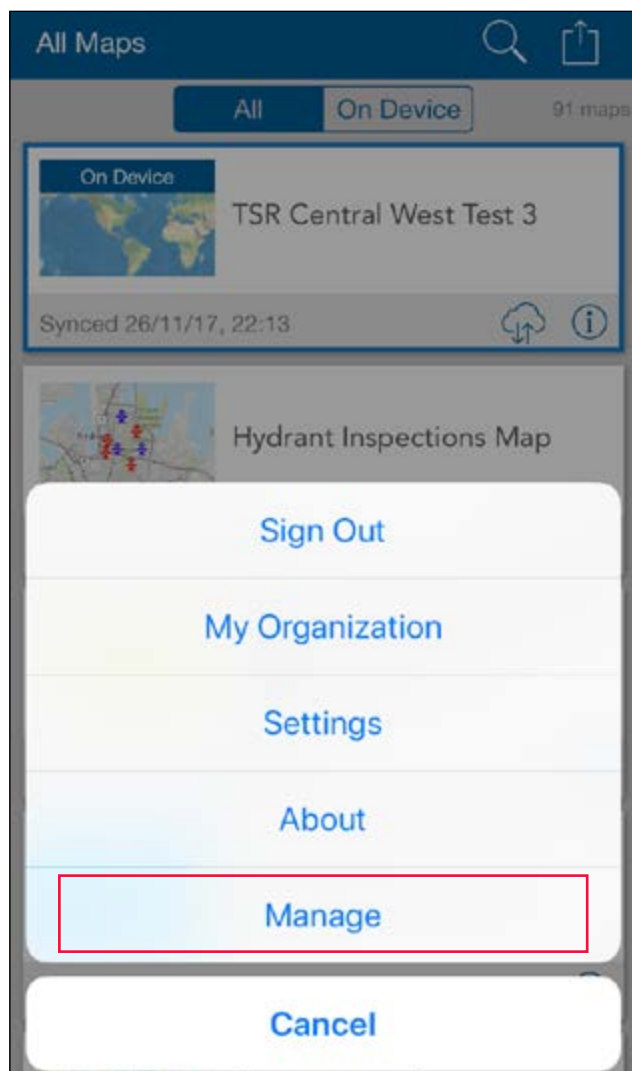 All Maps
All On Device 91 maps
On Device
TSR Central West Test 3
Synced 26/11/17, 22:13
Hydrant Inspections Map
Sign Out
My Organization
Settings
About
Manage
Cancel